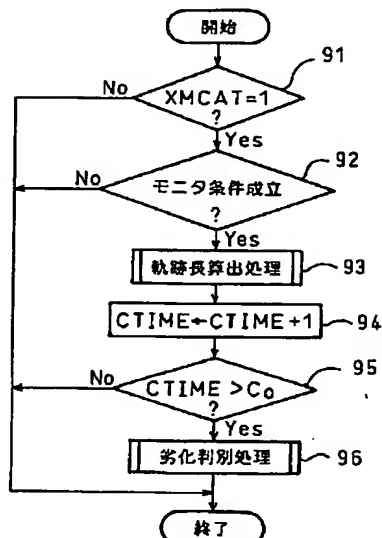 開始
91
XMCAT=1
?
No
Yes
92
モニタ条件成立
?
No
Yes
軌跡長算出処理
93
CTIME←CTIME+1
94
95
CTIME>C₀
?
No
Yes
劣化判別処理
96
終了